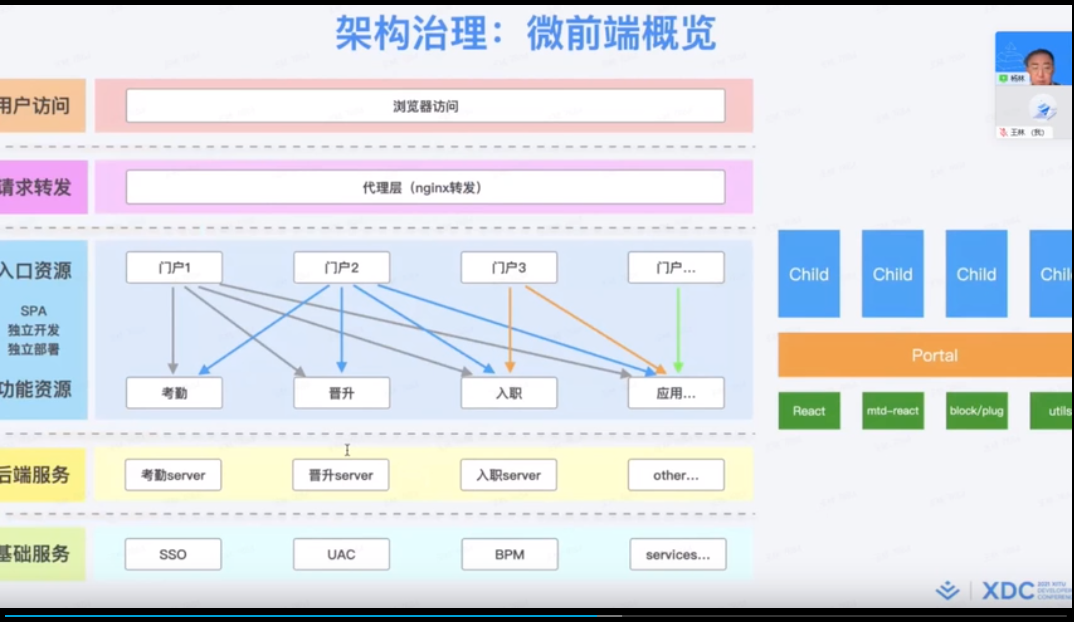 架构治理：微前端概览
杨林
王林 （我）
用户访问
浏览器访问
请求转发
代理层（nginx转发）
入口资源
SPA
独立开发
独立部署
功能资源
门户1
门户2
门户3
门户...
考勤
晋升
入职
应用...
Child
Child
Child
Chil
Portal
React
mtd-react
block/plug
utils
后端服务
考勤server
晋升server
入职server
other...
基础服务
SSO
UAC
BPM
services...
XDC